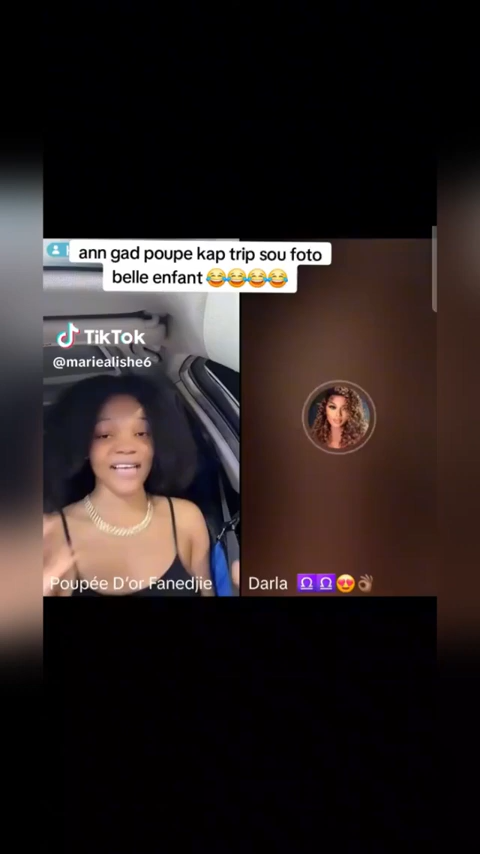 ann gad poupe kap trip sou foto
belle enfant 😂😂😂😂
TikTok
@mariealishe6
Poupée D'or Fanedjie
Darla ♎♎😍👌🏾